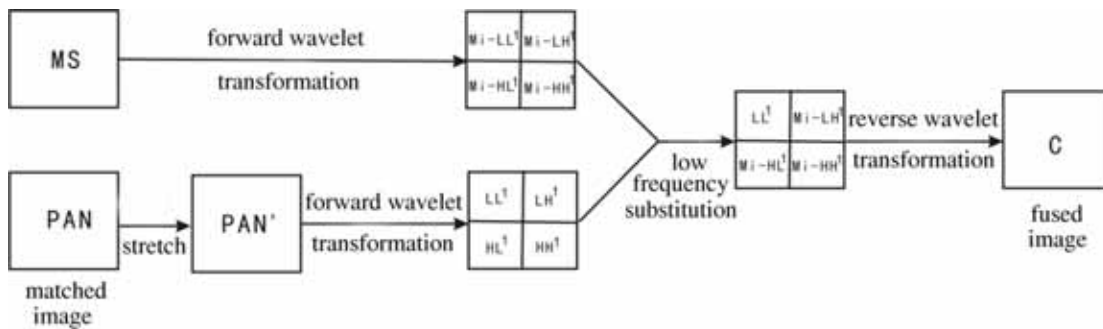 MS
forward wavelet
transformation
Mi-LL¹
Mi-LH¹
Mi-HL¹
Mi-HH¹
PAN
matched
image
stretch
PAN'
forward wavelet
transformation
LL¹
LH¹
HL¹
HH¹
low
frequency
substitution
LL¹
Mi-LH¹
Mi-HL¹
Mi-HH¹
reverse wavelet
transformation
C
fused
image